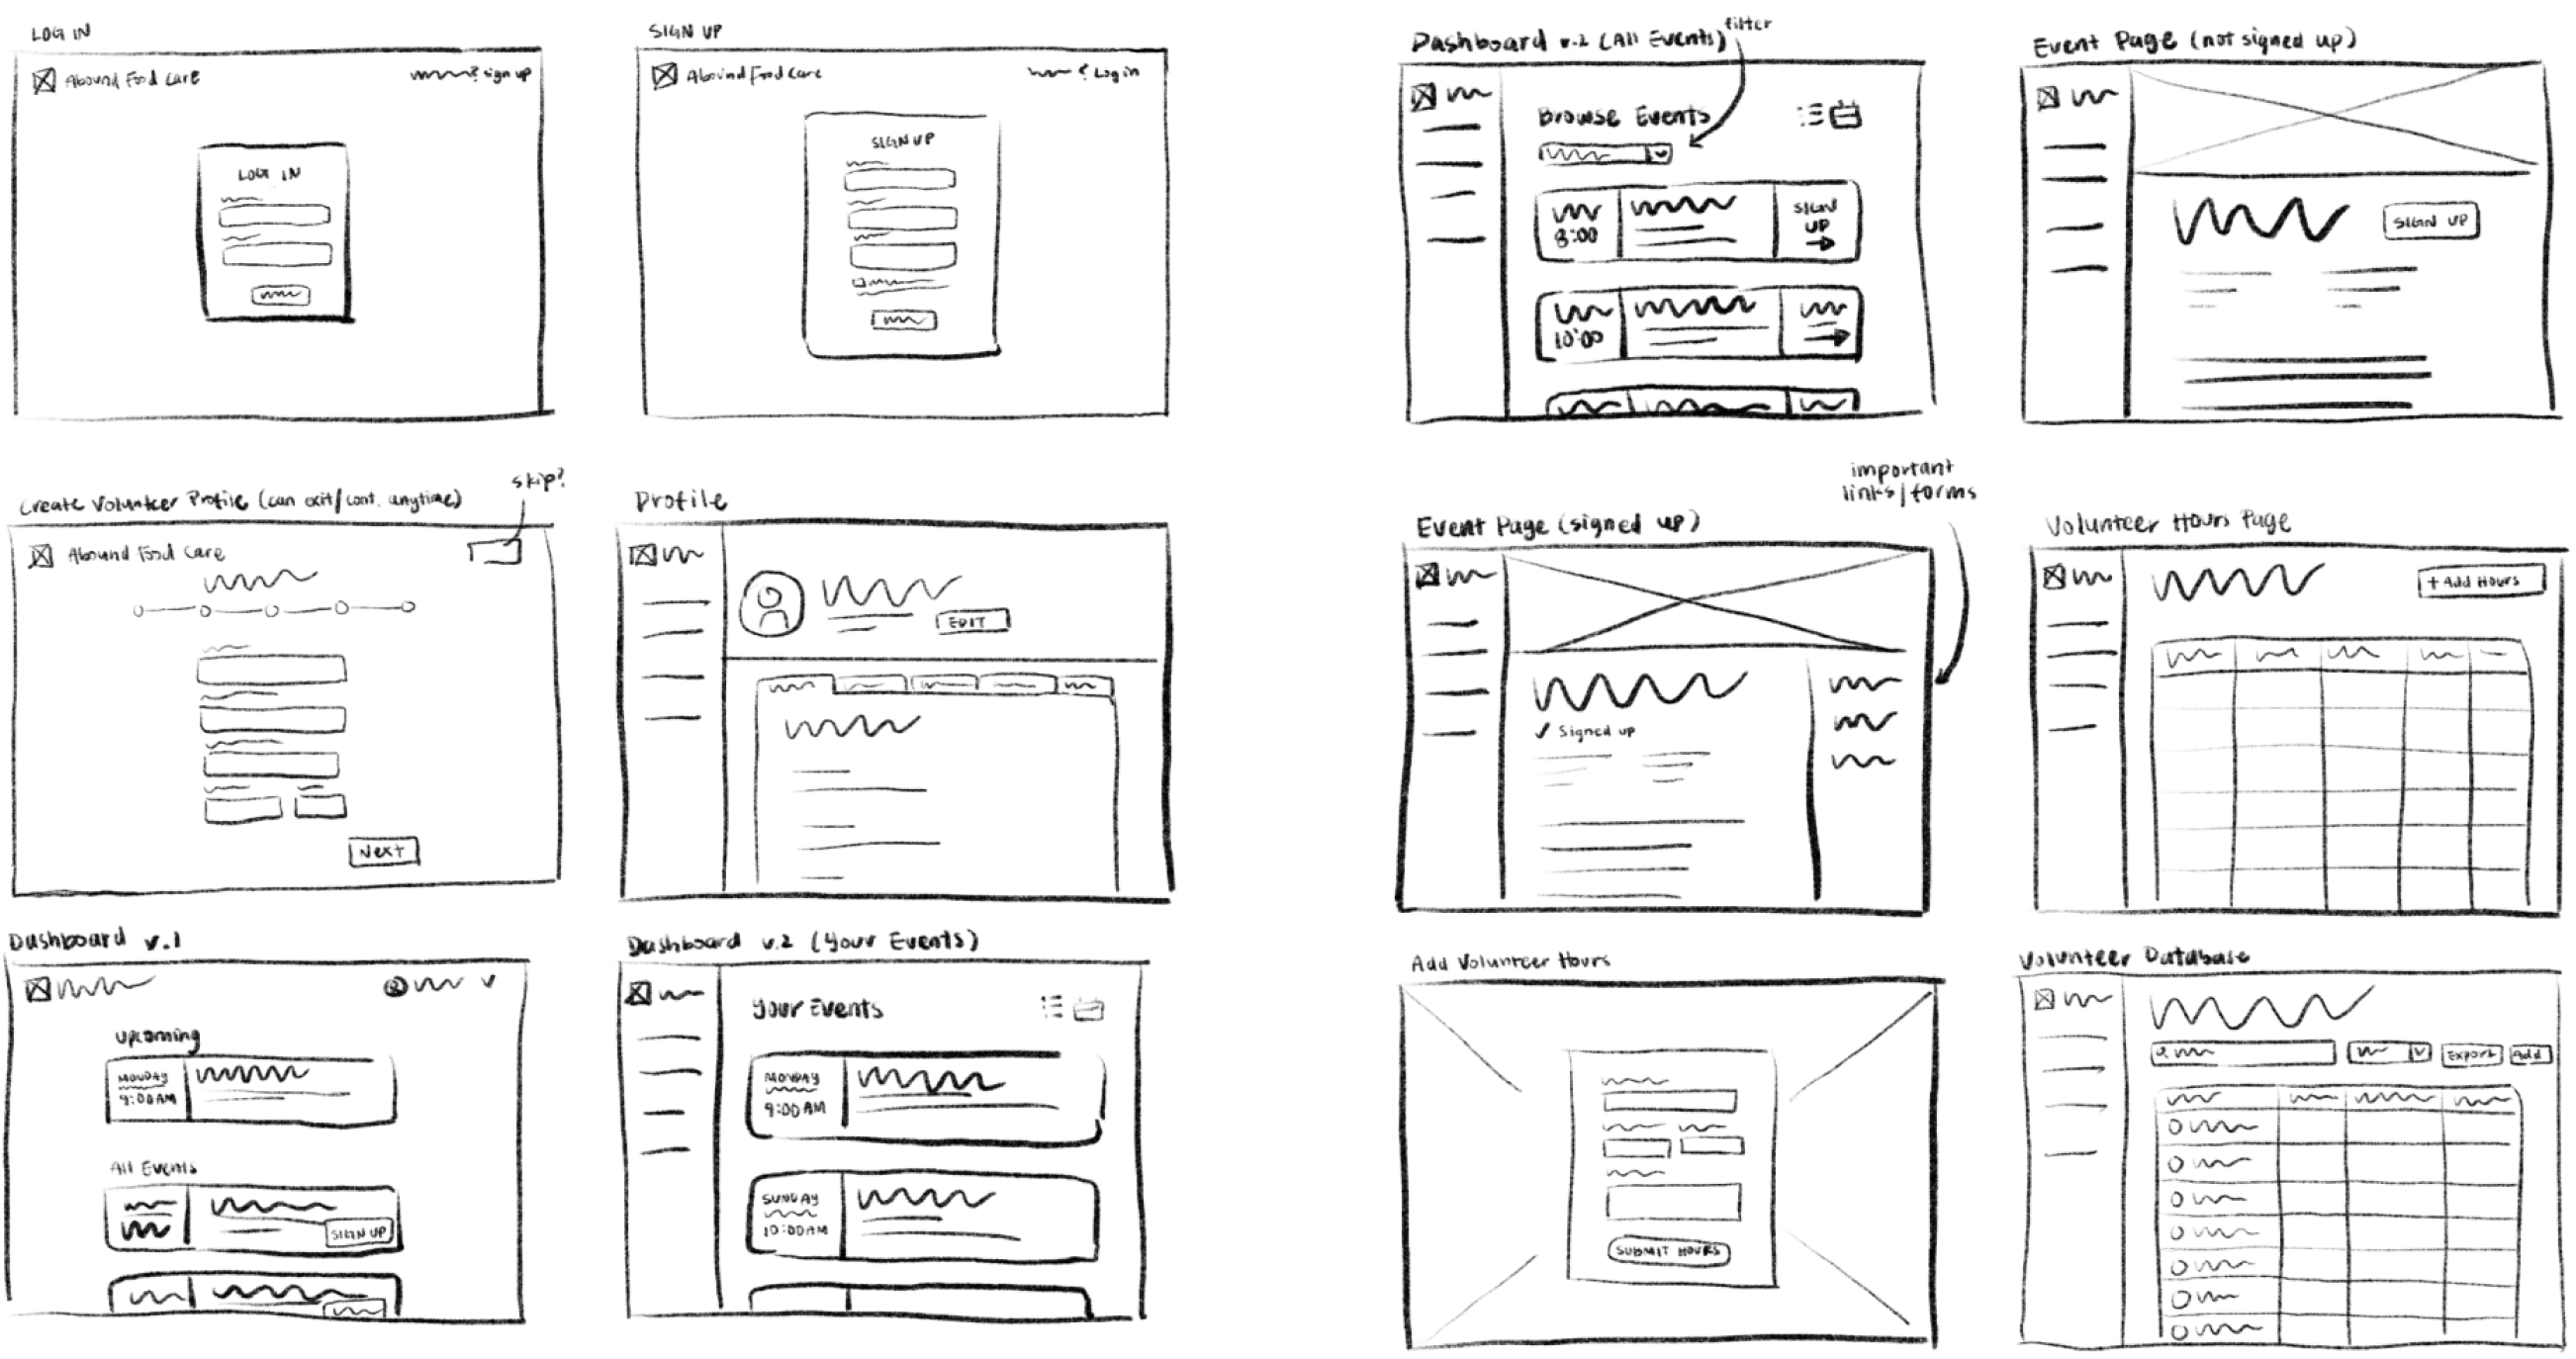 LOG IN
Abound Food Care
? sign up
LOG IN
SIGN UP
Abound Food Care
? Log in
SIGN UP
Create Volunteer Profile (can exit/cont. anytime)
skip?
Abound Food Care
Next
Profile
EDIT
Dashboard v.1
Upcoming
MONDAY
9:00AM
All Events
SIGN UP
Dashboard v.2 (Your Events)
Your Events
MONDAY
9:00AM
SUNDAY
10:00AM
Dashboard v.2 (All Events)
filter
Browse Events
8:00
SIGN
UP
10:00
Event Page (not signed up)
SIGN UP
Event Page (signed up)
important
links/forms
✓ Signed up
Volunteer Hours Page
+ Add Hours
Add Volunteer Hours
SUBMIT HOURS
Volunteer Database
Export
Add